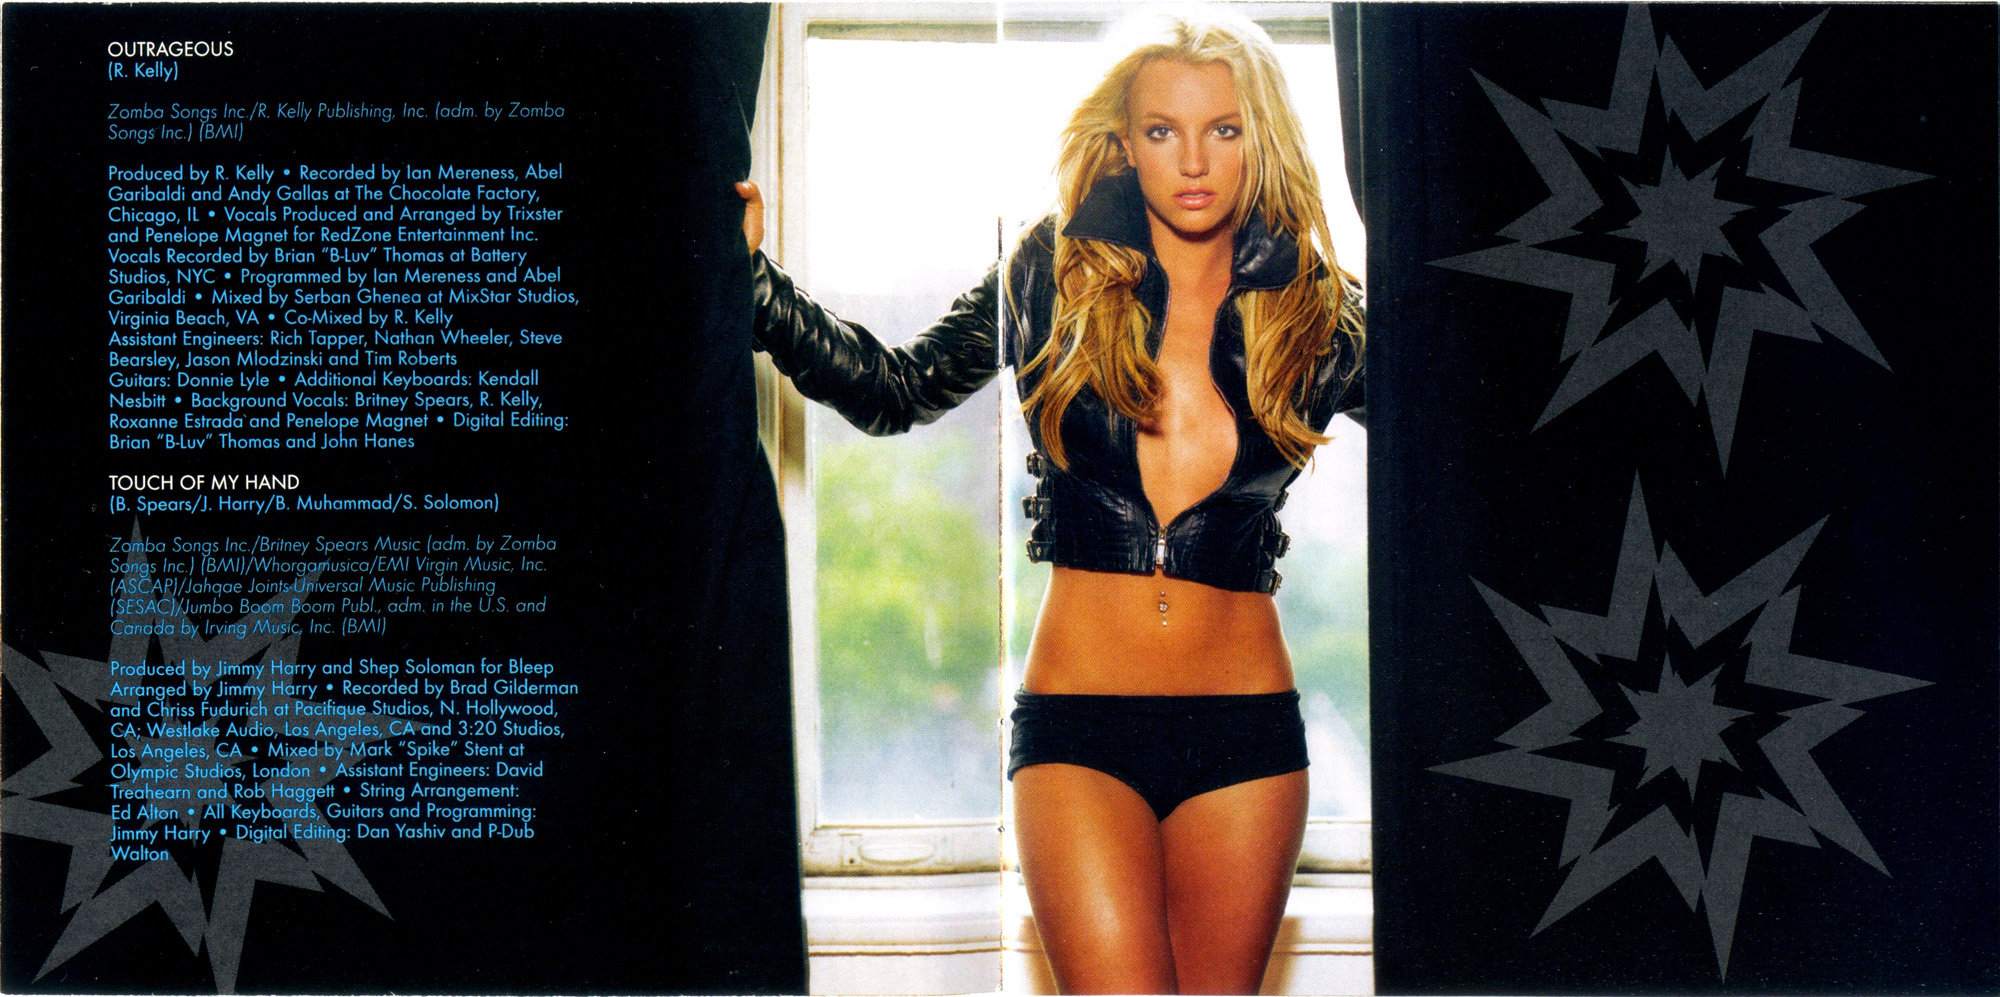 OUTRAGEOUS
(R. Kelly)
Zomba Songs Inc./R. Kelly Publishing, Inc. (adm. by Zomba
Songs Inc.) (BMI)
Produced by R. Kelly • Recorded by Ian Mereness, Abel
Garibaldi and Andy Gallas at The Chocolate Factory,
Chicago, IL • Vocals Produced and Arranged by Trixster
and Penelope Magnet for RedZone Entertainment Inc.
Vocals Recorded by Brian “B-Luv” Thomas at Battery
Studios, NYC • Programmed by Ian Mereness and Abel
Garibaldi • Mixed by Serban Ghenea at MixStar Studios,
Virginia Beach, VA • Co-Mixed by R. Kelly
Assistant Engineers: Rich Tapper, Nathan Wheeler, Steve
Bearsley, Jason Mlodzinski and Tim Roberts
Guitars: Donnie Lyle • Additional Keyboards: Kendall
Nesbitt • Background Vocals: Britney Spears, R. Kelly,
Roxanne Estrada and Penelope Magnet • Digital Editing:
Brian “B-Luv” Thomas and John Hanes
TOUCH OF MY HAND
(B. Spears/J. Harry/B. Muhammad/S. Solomon)
Zomba Songs Inc./Britney Spears Music (adm. by Zomba
Songs Inc.) (BMI)/Whorgamusica/EMI Virgin Music, Inc.
(ASCAP)/Jahqae Joints-Universal Music Publishing
(SESAC)/Jumbo Boom Boom Publ., adm. in the U.S. and
Canada by Irving Music, Inc. (BMI)
Produced by Jimmy Harry and Shep Soloman for Bleep
Arranged by Jimmy Harry • Recorded by Brad Gilderman
and Chriss Fudurich at Pacifique Studios, N. Hollywood,
CA; Westlake Audio, Los Angeles, CA and 3:20 Studios,
Los Angeles, CA • Mixed by Mark “Spike” Stent at
Olympic Studios, London • Assistant Engineers: David
Treahearn and Rob Haggett • String Arrangement:
Ed Alton • All Keyboards, Guitars and Programming:
Jimmy Harry • Digital Editing: Dan Yashiv and P-Dub
Walton